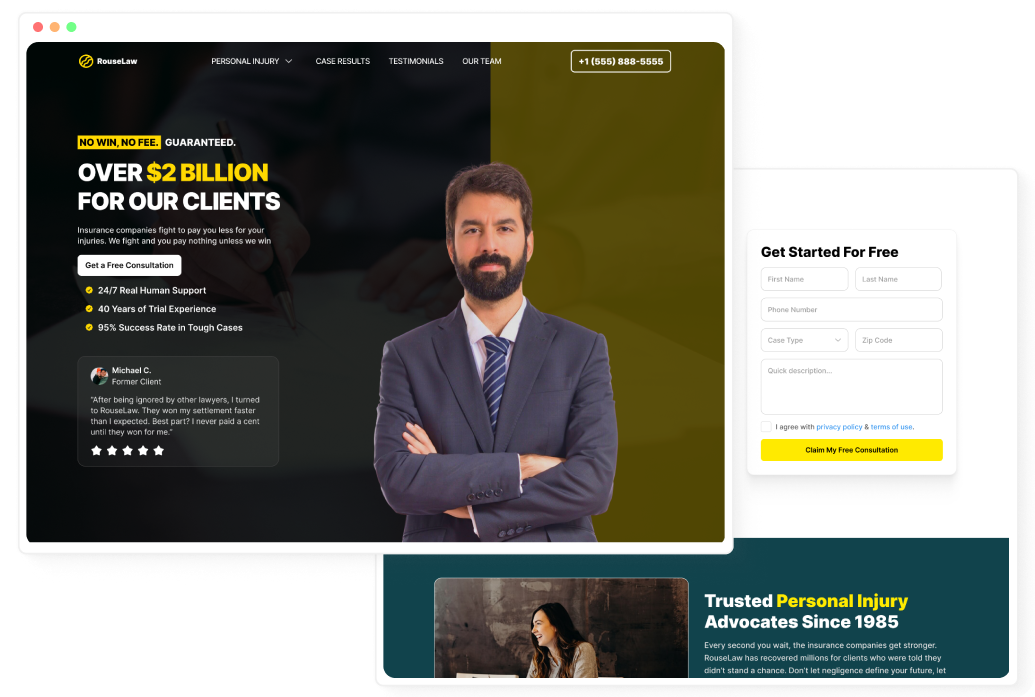 RouseLaw
PERSONAL INJURY
CASE RESULTS
TESTIMONIALS
OUR TEAM
+1 (555) 888-5555
NO WIN, NO FEE. GUARANTEED.
OVER $2 BILLION
FOR OUR CLIENTS
Insurance companies fight to pay you less for your
injuries. We fight and you pay nothing unless we win
Get a Free Consultation
24/7 Real Human Support
40 Years of Trial Experience
95% Success Rate in Tough Cases
Michael C.
Former Client
"After being ignored by other lawyers, I turned
to RouseLaw. They won my settlement faster
than I expected. Best part? I never paid a cent
until they won for me."
Get Started For Free
First Name
Last Name
Phone Number
Case Type
Zip Code
Quick description...
I agree with privacy policy & terms of use.
Claim My Free Consultation
Trusted Personal Injury
Advocates Since 1985
Every second you wait, the insurance companies get stronger.
RouseLaw has recovered millions for clients who were told they
didn't stand a chance. Don't let negligence define your future, let